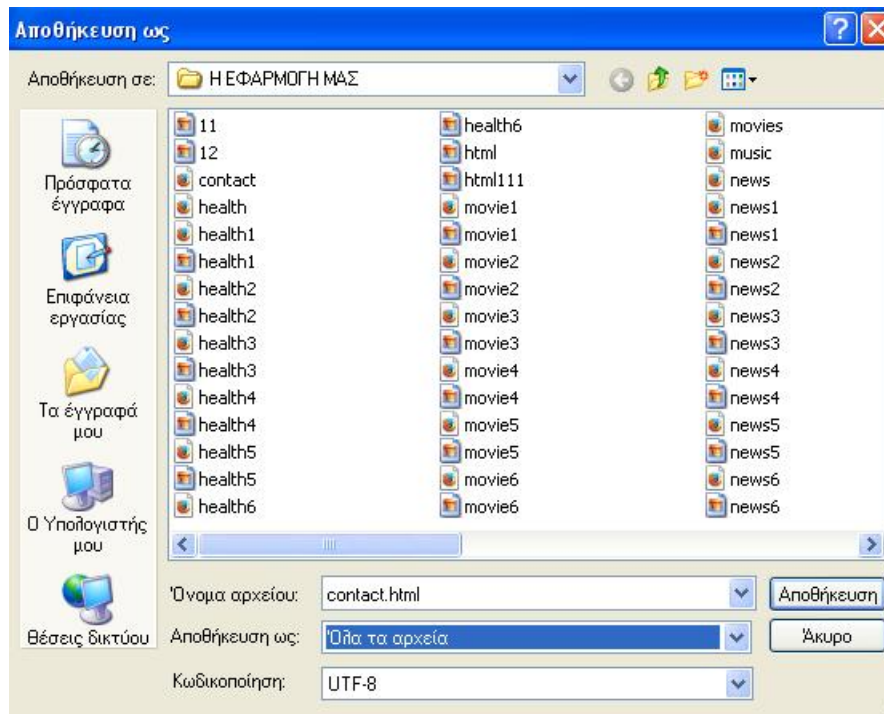 Αποθήκευση ως
Αποθήκευση σε:
Η ΕΦΑΡΜΟΓΗ ΜΑΣ
Πρόσφατα
έγγραφα
Επιφάνεια
εργασίας
Τα έγγραφά
μου
Ο Υπολογιστής
μου
Θέσεις δικτύου
11
12
contact
health
health1
health1
health2
health2
health3
health3
health4
health4
health5
health5
health6
health6
html
html111
movie1
movie1
movie2
movie2
movie3
movie3
movie4
movie4
movie5
movie5
movie6
movie6
movies
music
news
news1
news1
news2
news2
news3
news3
news4
news4
news5
news5
news6
news6
Όνομα αρχείου:
contact.html
Αποθήκευση
Αποθήκευση ως:
Όλα τα αρχεία
Άκυρο
Κωδικοποίηση:
UTF-8